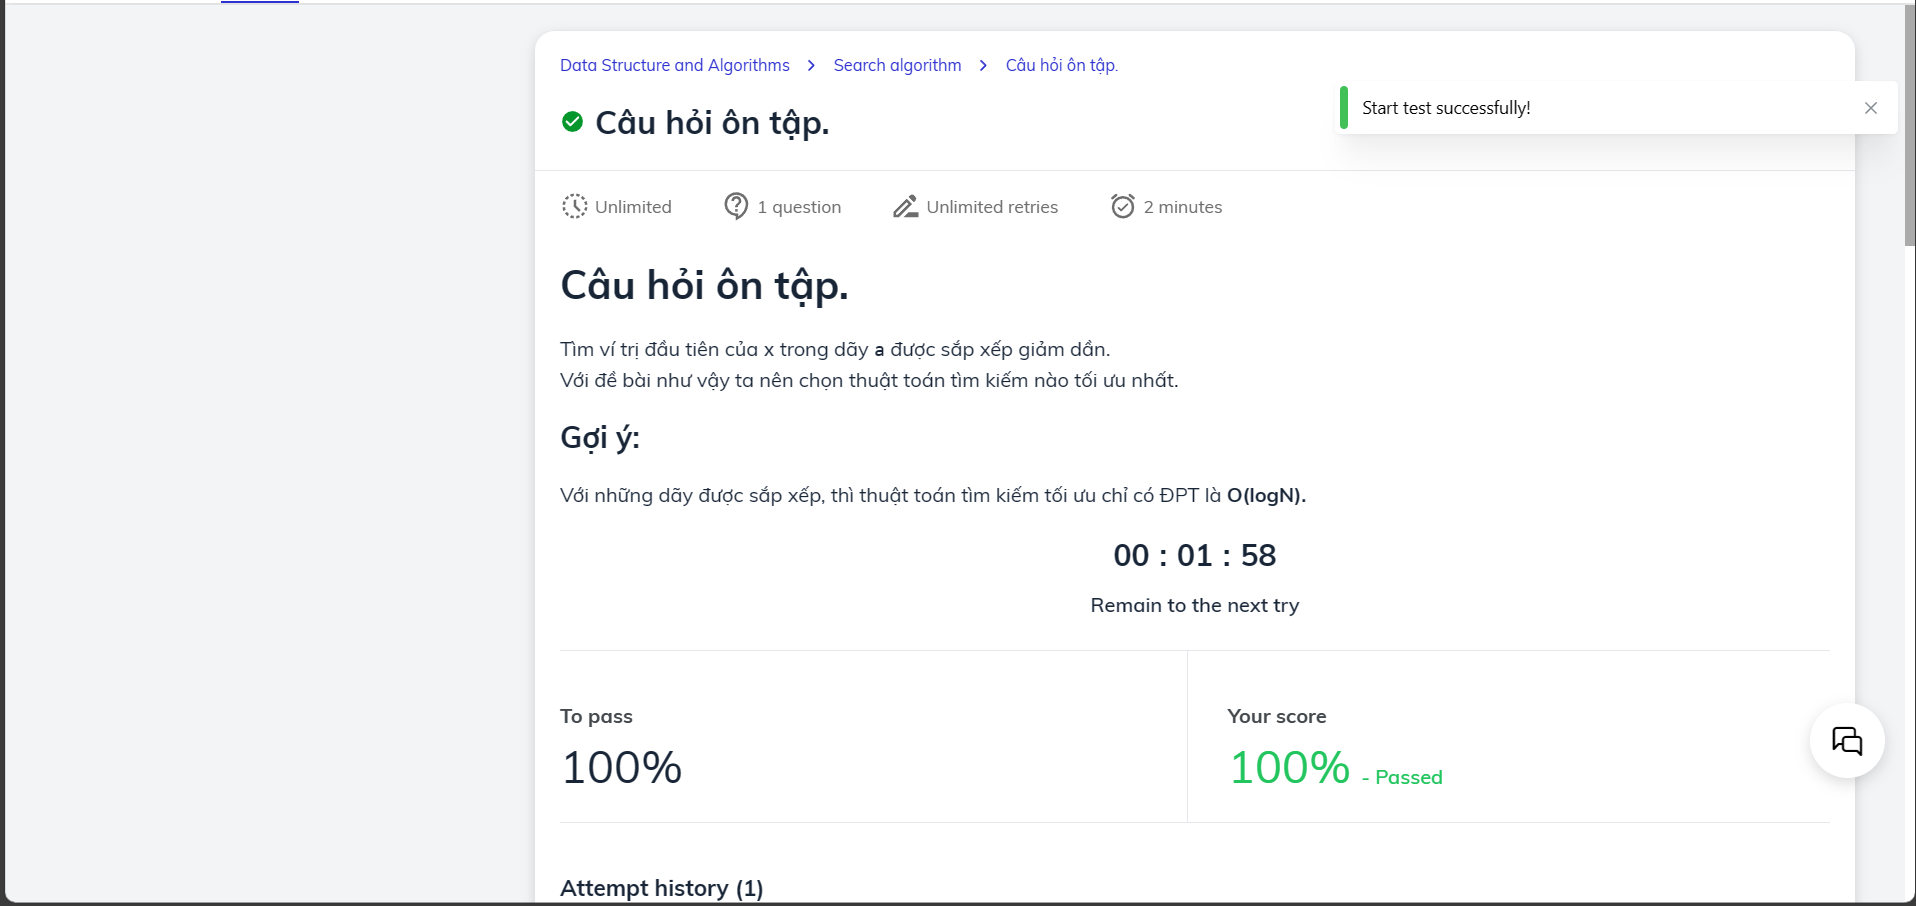 Data Structure and Algorithms > Search algorithm > Câu hỏi ôn tập.
Start test successfully!
Câu hỏi ôn tập.
Unlimited 1 question Unlimited retries 2 minutes
Câu hỏi ôn tập.
Tìm ví trị đầu tiên của x trong dãy a được sắp xếp giảm dần.
Với đề bài như vậy ta nên chọn thuật toán tìm kiếm nào tối ưu nhất.
Gợi ý:
Với những dãy được sắp xếp, thì thuật toán tìm kiếm tối ưu chỉ có ĐPT là O(logN).
00 : 01 : 58
Remain to the next try
To pass
100%
Your score
100% - Passed
Attempt history (1)